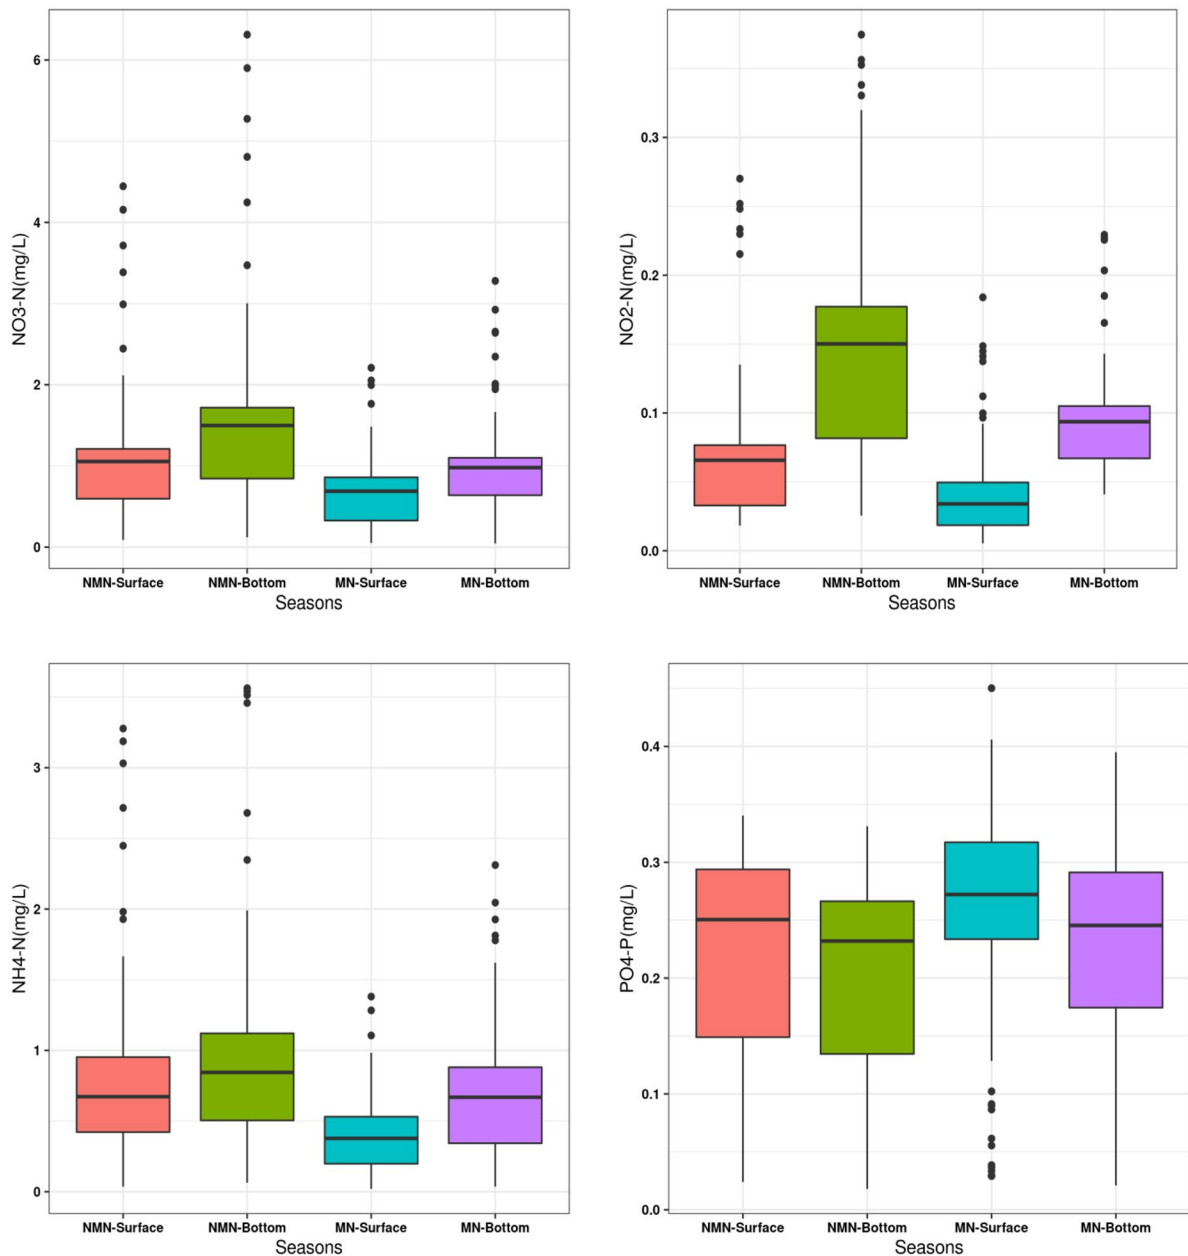 NO3-N(mg/L)
6
4
2
0
NMN-Surface NMN-Bottom MN-Surface MN-Bottom
Seasons
NO2-N(mg/L)
0.3
0.2
0.1
0.0
NMN-Surface NMN-Bottom MN-Surface MN-Bottom
Seasons
NH4-N(mg/L)
3
2
1
0
NMN-Surface NMN-Bottom MN-Surface MN-Bottom
Seasons
PO4-P(mg/L)
0.4
0.3
0.2
0.1
0.0
NMN-Surface NMN-Bottom MN-Surface MN-Bottom
Seasons